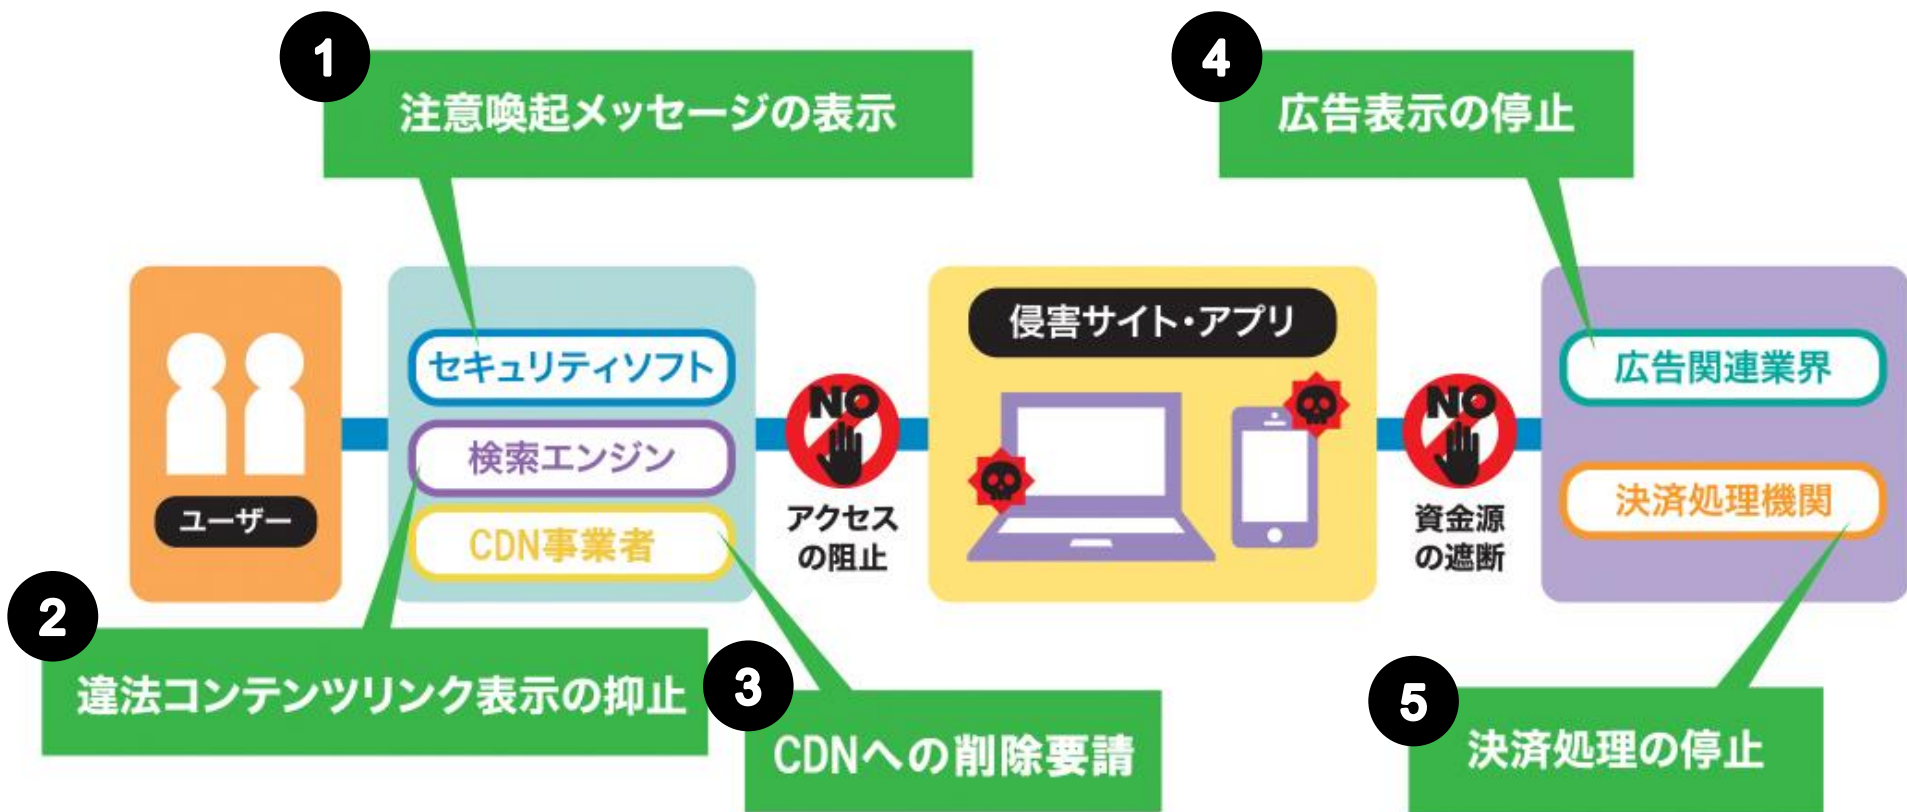 1
注意喚起メッセージの表示
4
広告表示の停止
侵害サイト・アプリ
セキュリティソフト
検索エンジン
CDN事業者
ユーザー
NO
アクセス
の阻止
NO
資金源
の遮断
広告関連業界
決済処理機関
2
違法コンテンツリンク表示の抑止
3
CDNへの削除要請
5
決済処理の停止